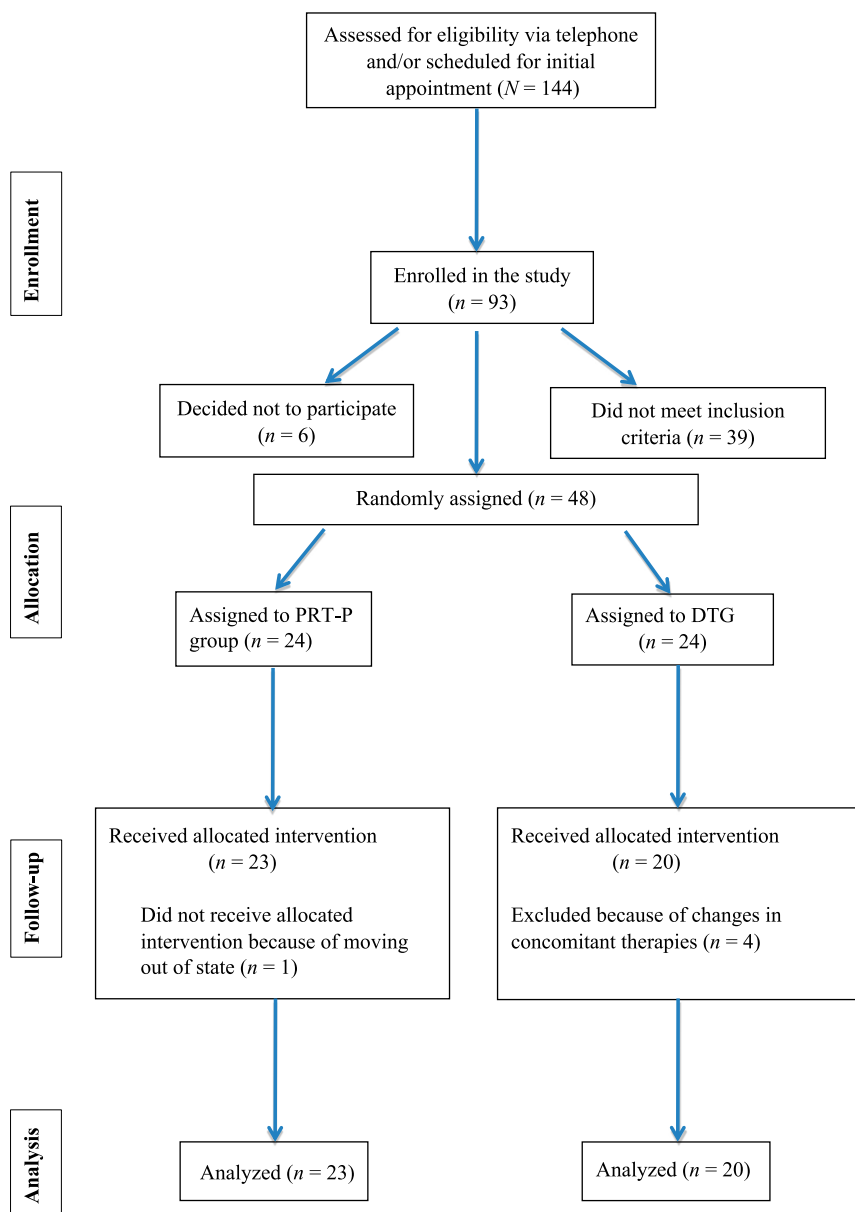 Assessed for eligibility via telephone
and/or scheduled for initial
appointment (N = 144)
Enrollment
Enrolled in the study
(n = 93)
Decided not to participate
(n = 6)
Did not meet inclusion
criteria (n = 39)
Randomly assigned (n = 48)
Allocation
Assigned to PRT-P
group (n = 24)
Assigned to DTG
(n = 24)
Follow-up
Received allocated intervention
(n = 23)
Did not receive allocated
intervention because of moving
out of state (n = 1)
Received allocated intervention
(n = 20)
Excluded because of changes in
concomitant therapies (n = 4)
Analysis
Analyzed (n = 23)
Analyzed (n = 20)